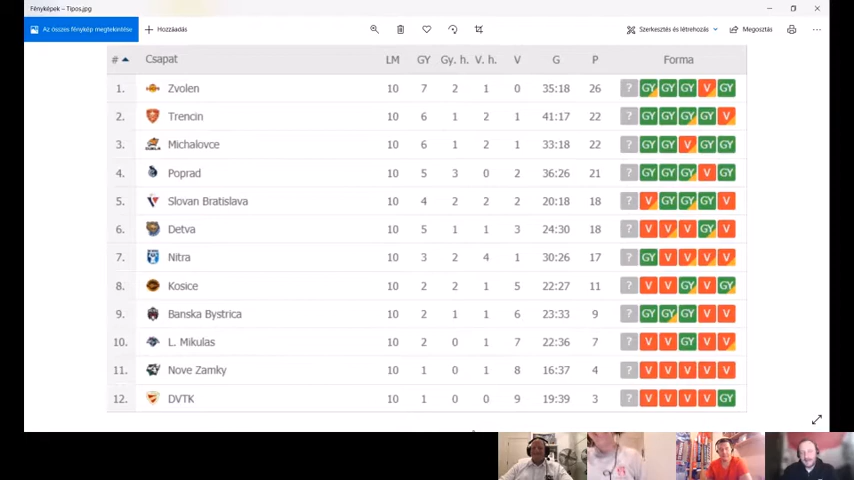 Fényképek – Tipos.jpg
Az összes fénykép megtekintése
Hozzáadás
Szerkesztés és létrehozás
Megosztás
# Csapat LM GY Gy. h. V. h. V G P Forma
1. Zvolen 10 7 2 1 0 35:18 26 ? GY GY GY V GY
2. Trencin 10 6 1 2 1 41:17 22 ? GY GY GY GY V
3. Michalovce 10 6 1 2 1 33:18 22 ? GY GY V GY GY
4. Poprad 10 5 3 0 2 36:26 21 ? GY GY GY V GY
5. Slovan Bratislava 10 4 2 2 2 20:18 18 ? V GY GY GY V
6. Detva 10 5 1 1 3 24:30 18 ? V V V GY V
7. Nitra 10 3 2 4 1 30:26 17 ? GY V V V V
8. Kosice 10 2 2 1 5 22:27 11 ? V V GY V GY
9. Banska Bystrica 10 2 1 1 6 23:33 9 ? GY GY GY V V
10. L. Mikulas 10 2 0 1 7 22:36 7 ? V V GY V V
11. Nove Zamky 10 1 0 1 8 16:37 4 ? V V V V V
12. DVTK 10 1 0 0 9 19:39 3 ? V V V V GY